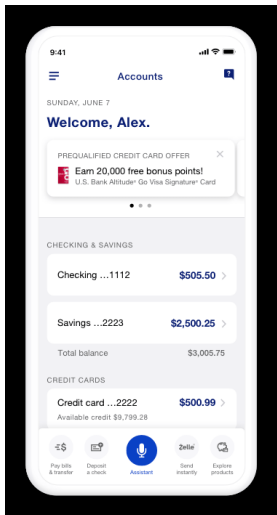 9:41
Accounts
SUNDAY, JUNE 7
Welcome, Alex.
PREQUALIFIED CREDIT CARD OFFER
Earn 20,000 free bonus points!
U.S. Bank Altitude® Go Visa Signature® Card
CHECKING & SAVINGS
Checking ...1112 $505.50
Savings ...2223 $2,500.25
Total balance $3,005.75
CREDIT CARDS
Credit card ...2222 $500.99
Available credit $9,799.28
Pay bills
& transfer
Deposit
a check
Assistant
Zelle
Send
instantly
Explore
products